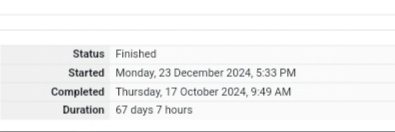 Status Finished
Started Monday, 23 December 2024, 5:33 PM
Completed Thursday, 17 October 2024, 9:49 AM
Duration 67 days 7 hours